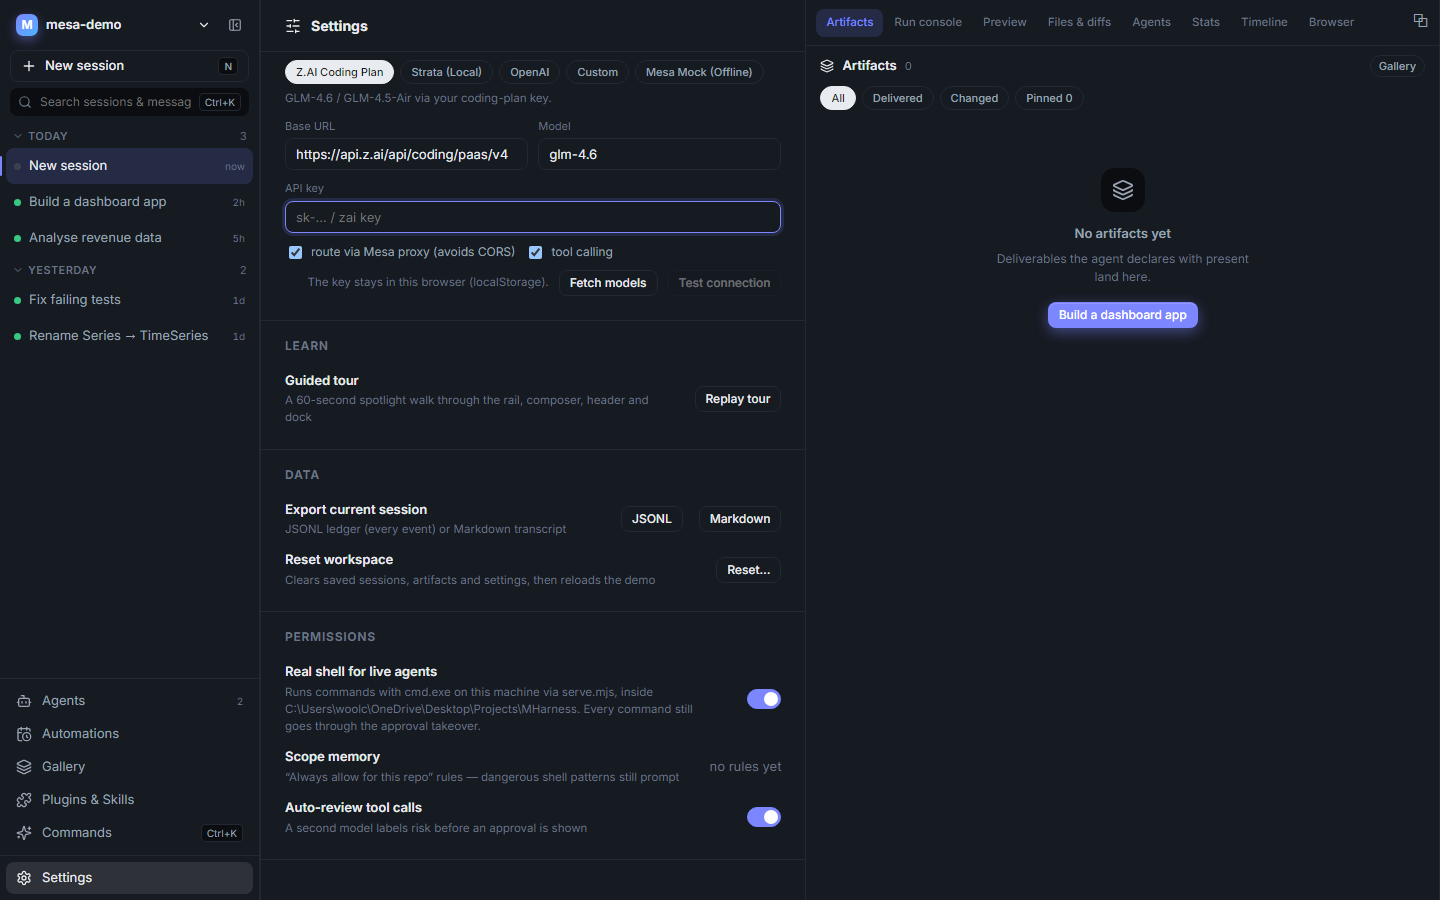 M mesa-demo
New session N
Search sessions & messag Ctrl+K
TODAY 3
New session now
Build a dashboard app 2h
Analyse revenue data 5h
YESTERDAY 2
Fix failing tests 1d
Rename Series → TimeSeries 1d
Agents 2
Automations
Gallery
Plugins & Skills
Commands Ctrl+K
Settings
Settings
Z.AI Coding Plan Strata (Local) OpenAI Custom Mesa Mock (Offline)
GLM-4.6 / GLM-4.5-Air via your coding-plan key.
Base URL Model
https://api.z.ai/api/coding/paas/v4 glm-4.6
API key
sk-... / zai key
route via Mesa proxy (avoids CORS) tool calling
The key stays in this browser (localStorage). Fetch models Test connection
LEARN
Guided tour
A 60-second spotlight walk through the rail, composer, header and
dock
Replay tour
DATA
Export current session
JSONL ledger (every event) or Markdown transcript
JSONL Markdown
Reset workspace
Clears saved sessions, artifacts and settings, then reloads the demo
Reset...
PERMISSIONS
Real shell for live agents
Runs commands with cmd.exe on this machine via serve.mjs, inside
C:\Users\woolc\OneDrive\Desktop\Projects\MHarness. Every command still
goes through the approval takeover.
Scope memory
“Always allow for this repo” rules — dangerous shell patterns still prompt
no rules yet
Auto-review tool calls
A second model labels risk before an approval is shown
Artifacts Run console Preview Files & diffs Agents Stats Timeline Browser
Artifacts 0 Gallery
All Delivered Changed Pinned 0
No artifacts yet
Deliverables the agent declares with present
land here.
Build a dashboard app